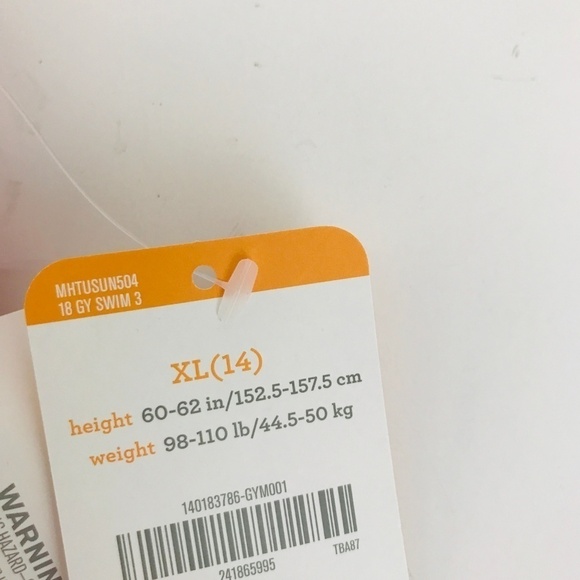 MHTUSUN504
18 GY SWIM 3
XL(14)
height 60-62 in/152.5-157.5 cm
weight 98-110 lb/44.5-50 kg
140183786-GYM001
241865995
TBA87